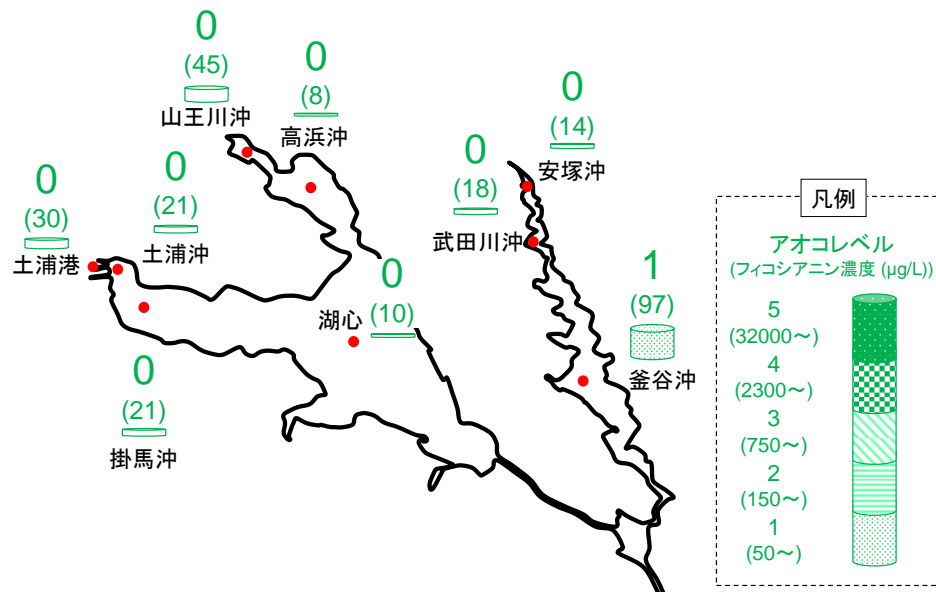 0
(45)
山王川沖
0
(8)
高浜沖
0
(30)
土浦港
0
(21)
土浦沖
0
(21)
掛馬沖
湖心
0
(10)
0
(14)
安塚沖
0
(18)
武田川沖
1
(97)
釜谷沖
凡例
アオコレベル
(フィコシアニン濃度 (μg/L))
5
(32000～)
4
(2300～)
3
(750～)
2
(150～)
1
(50～)